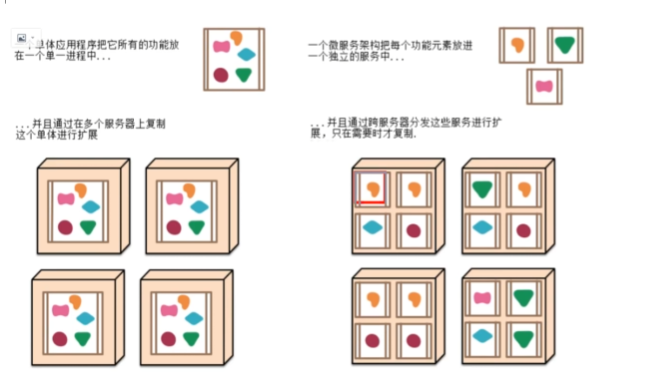 单体应用程序把它所有的功能放
在一个单一进程中...
...并且通过在多个服务器上复制
这个单体进行扩展
一个微服务架构把每个功能元素放进
一个独立的服务中...
...并且通过跨服务器分发这些服务进行扩
展，只在需要时才复制.